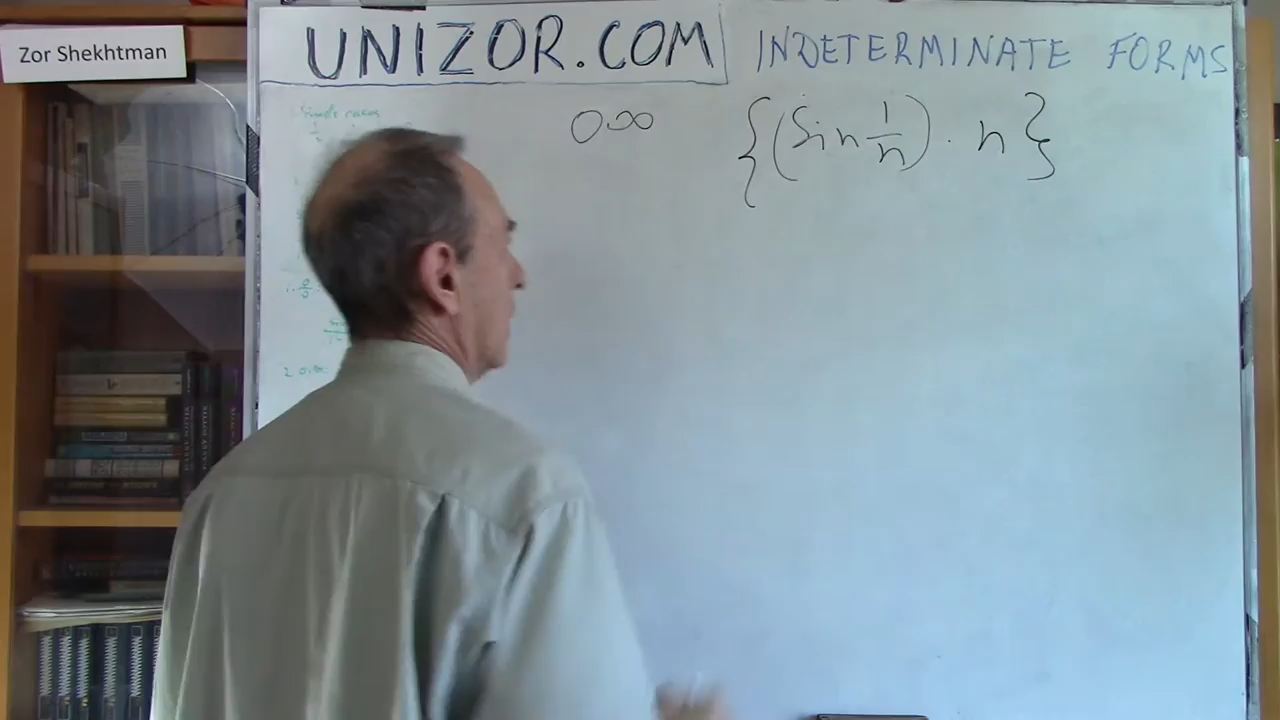 Zor Shekhtman
UNIZOR.COM
INDETERMINATE FORMS
0·∞
{(Sin 1/n) · n}